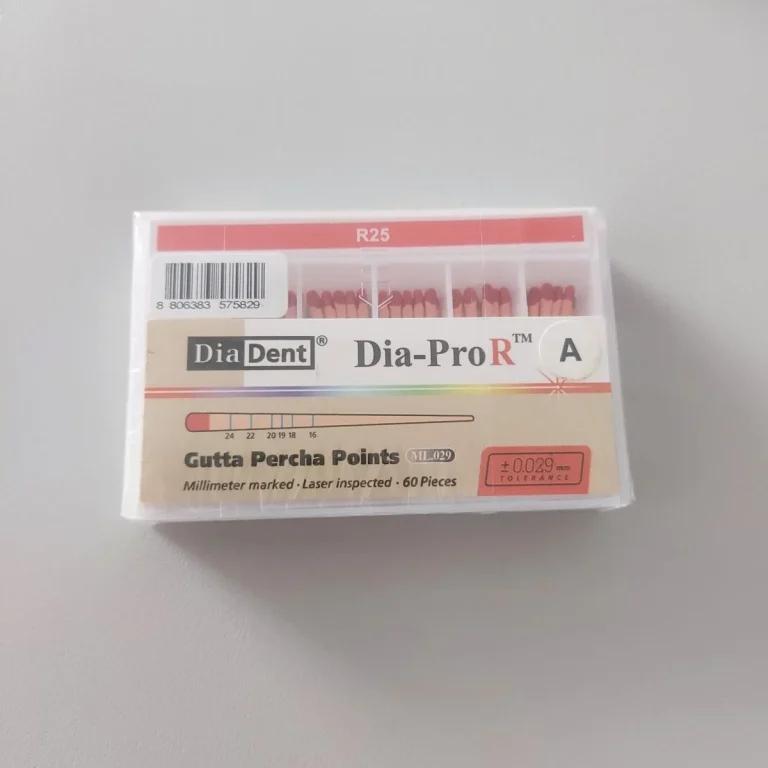 R25
8 806383 575829
DiaDent® Dia-ProR™ A
24 22 20 19 18 16
Gutta Percha Points ML.029
± 0.029 mm
TOLERANCE
Millimeter marked · Laser inspected · 60 Pieces